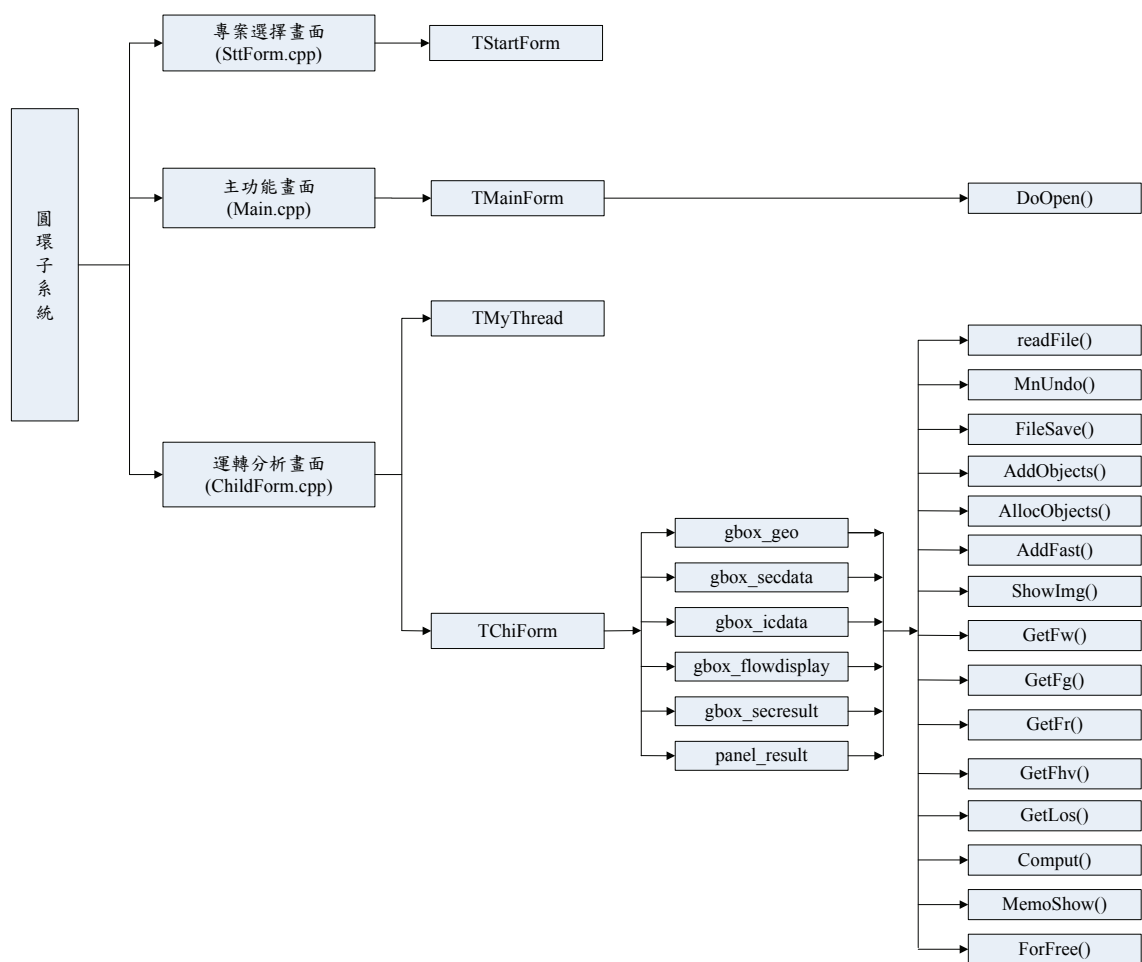 圓
環
子
系
統
專案選擇畫面
(SttForm.cpp)
TStartForm
主功能畫面
(Main.cpp)
TMainForm
DoOpen()
運轉分析畫面
(ChildForm.cpp)
TMyThread
TChiForm
gbox_geo
gbox_secdata
gbox_icdata
gbox_flowdisplay
gbox_secresult
panel_result
readFile()
MnUndo()
FileSave()
AddObjects()
AllocObjects()
AddFast()
ShowImg()
GetFw()
GetFg()
GetFr()
GetFhv()
GetLos()
Comput()
MemoShow()
ForFree()